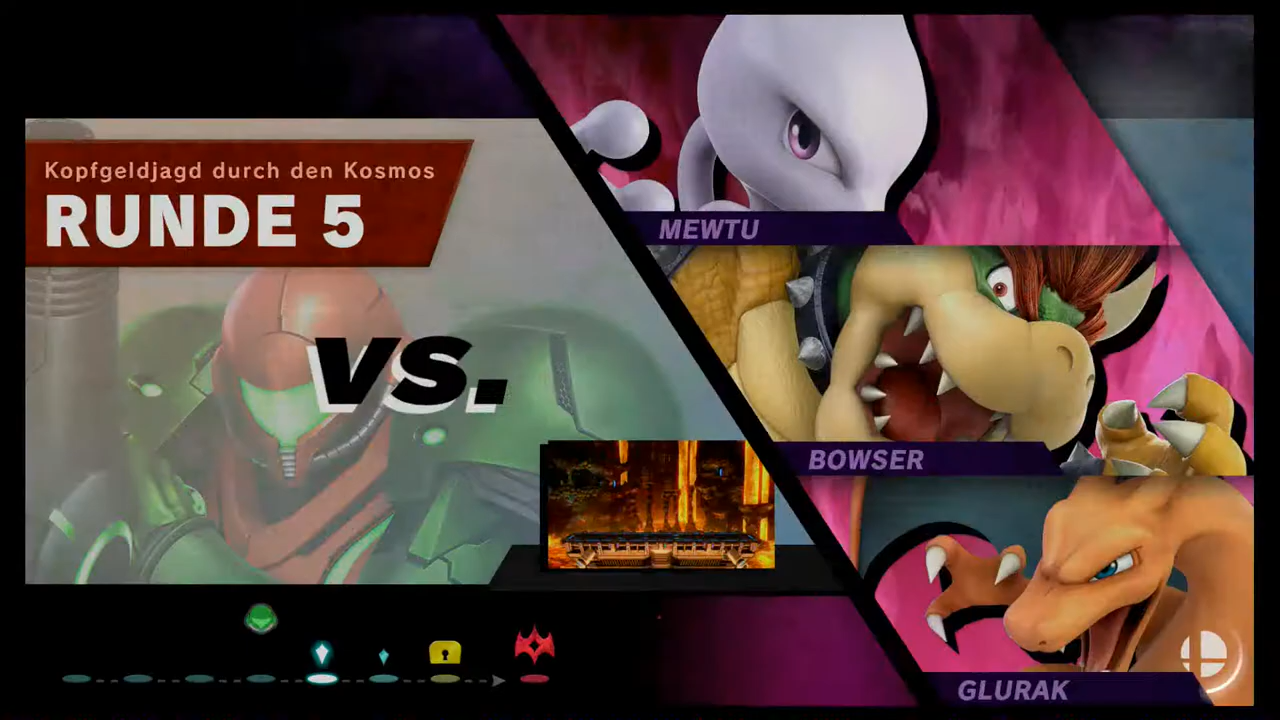 Kopfgeldjagd durch den Kosmos
RUNDE 5
VS.
MEWTU
BOWSER
GLURAK